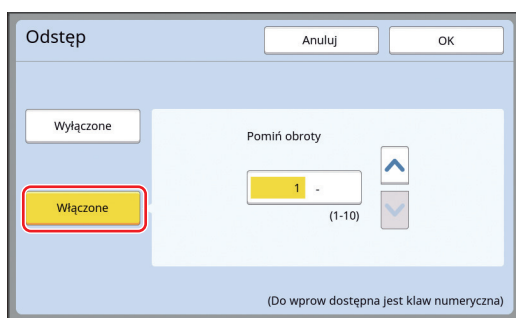 Odstęp
Anuluj
OK
Wyłączone
Pomiń obroty
1 -
(1-10)
Włączone
(Do wprow dostępna jest klaw numeryczna)